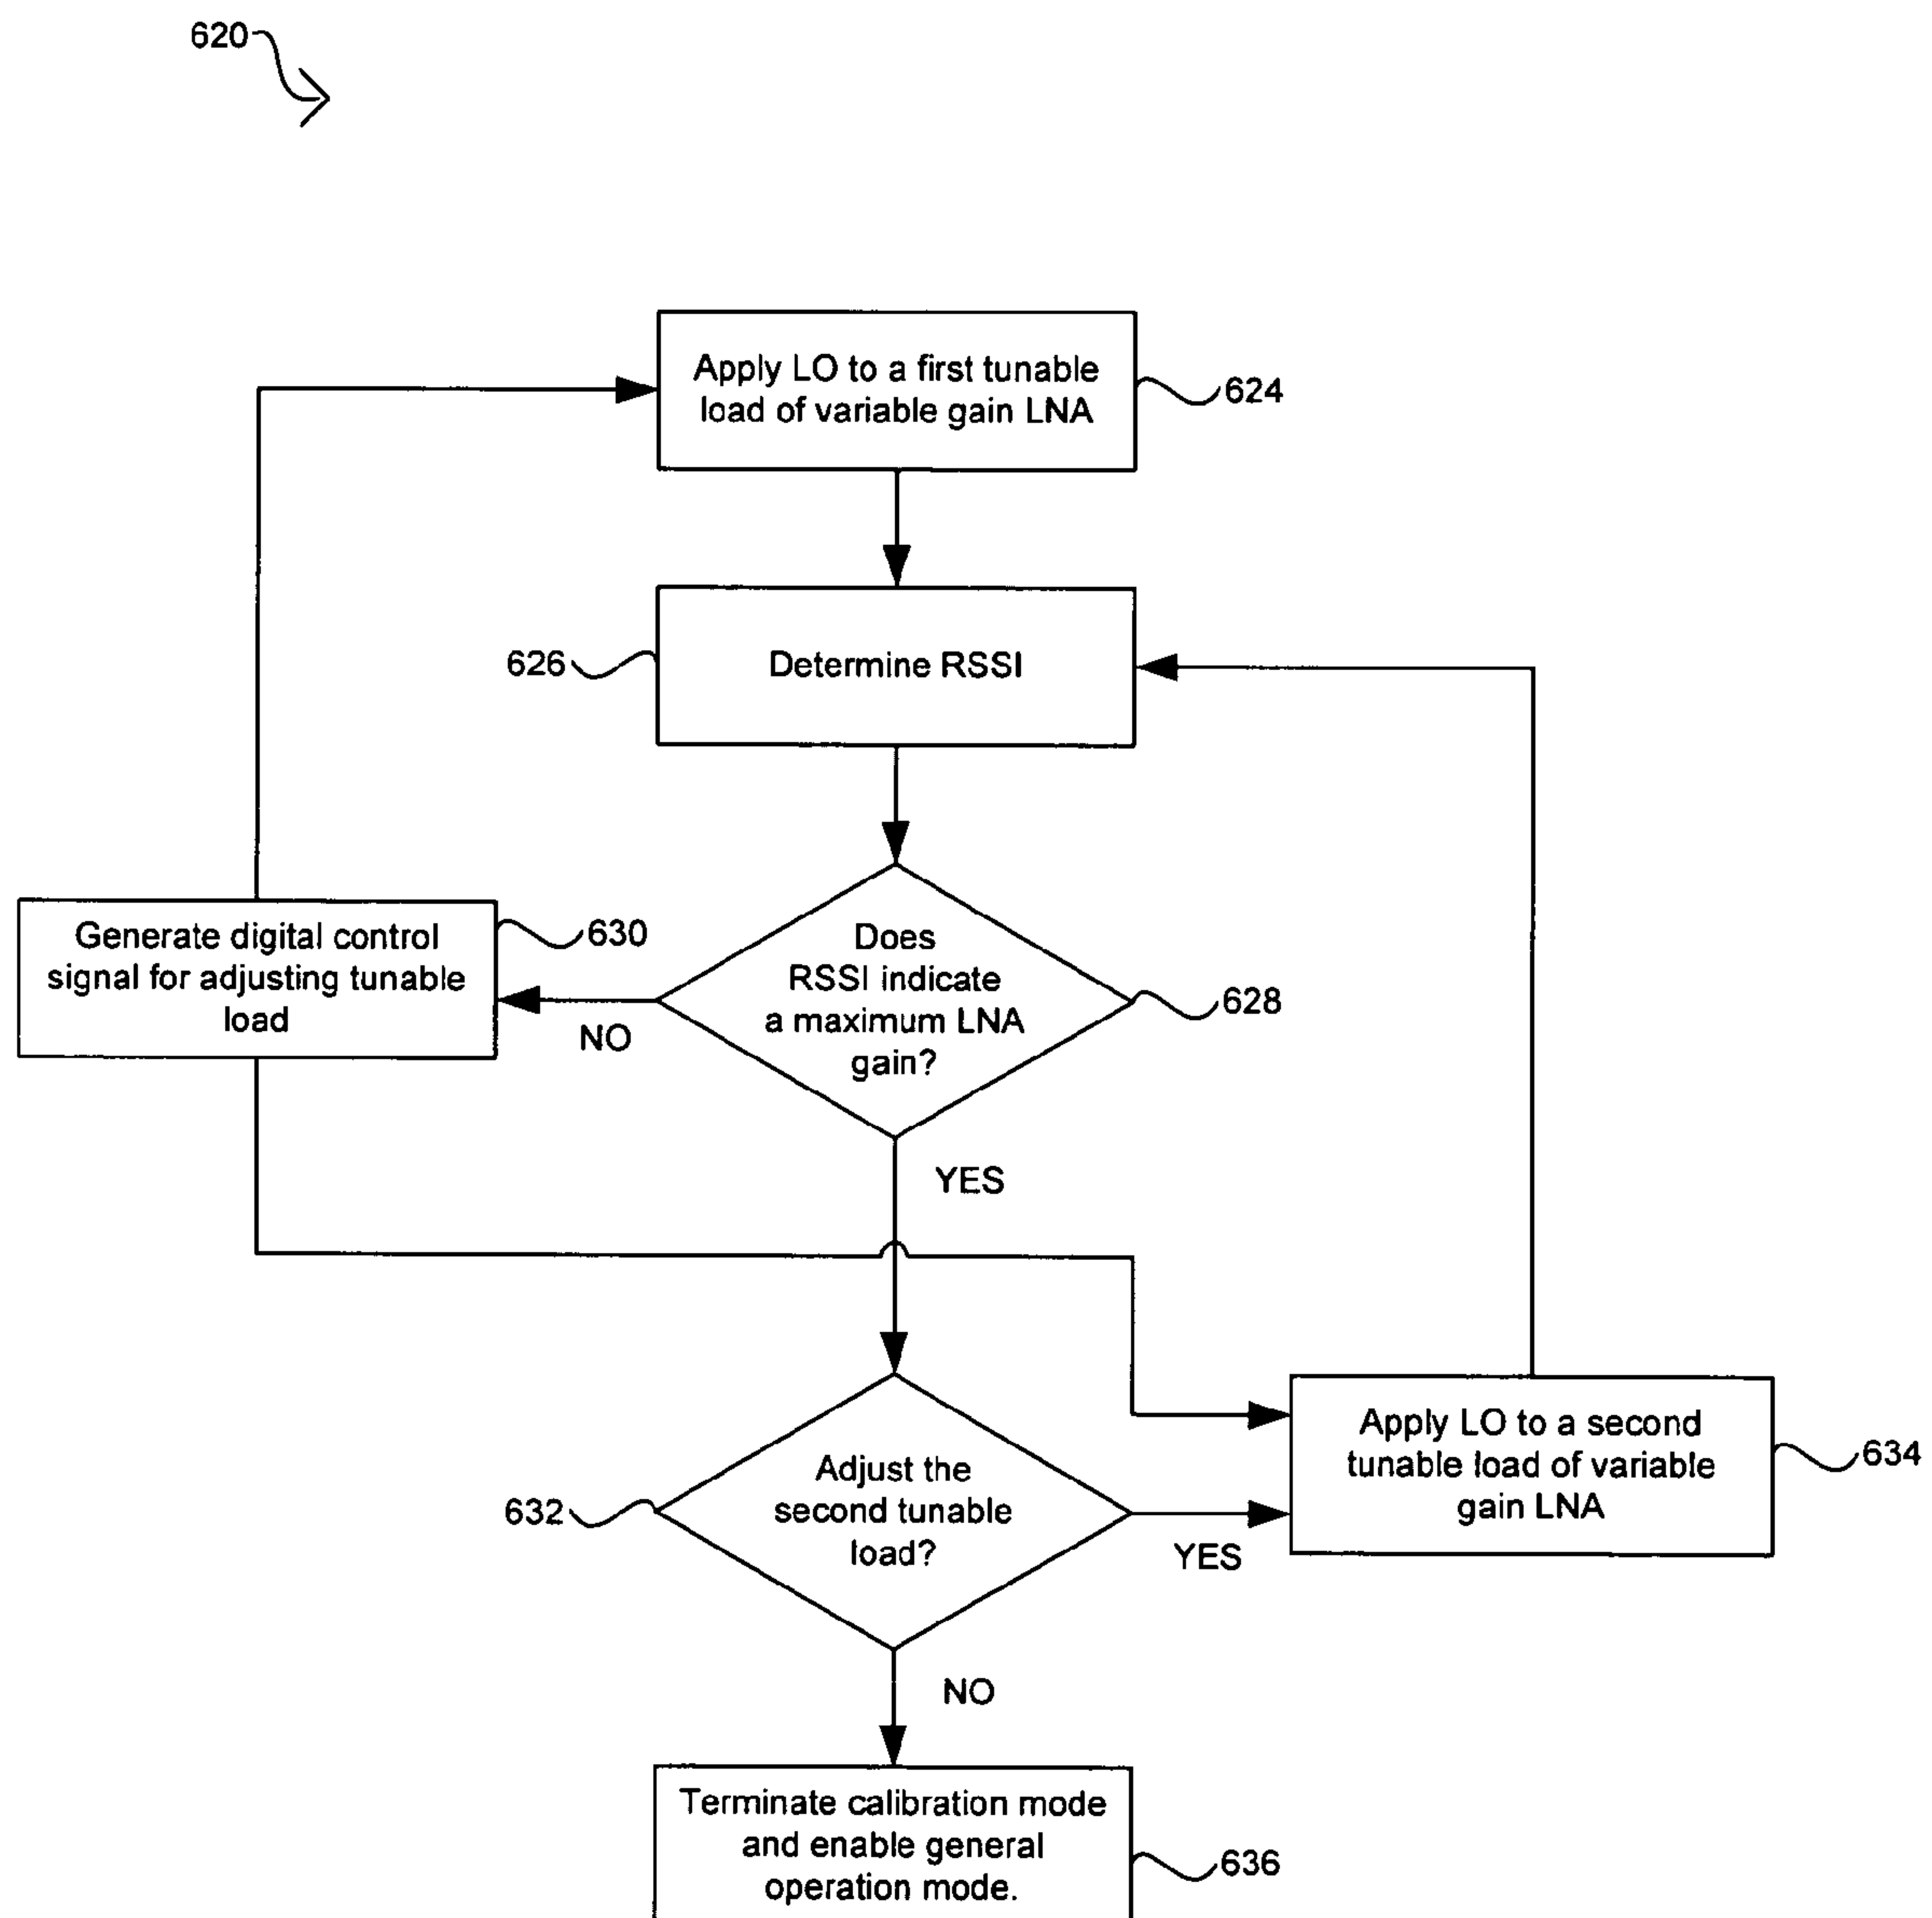 620
Apply LO to a first tunable
load of variable gain LNA
624
626
Determine RSSI
Generate digital control
signal for adjusting tunable
load
630
Does
RSSI indicate
a maximum LNA
gain?
628
NO
YES
632
Adjust the
second tunable
load?
YES
Apply LO to a second
tunable load of variable
gain LNA
634
NO
Terminate calibration mode
and enable general
operation mode.
636